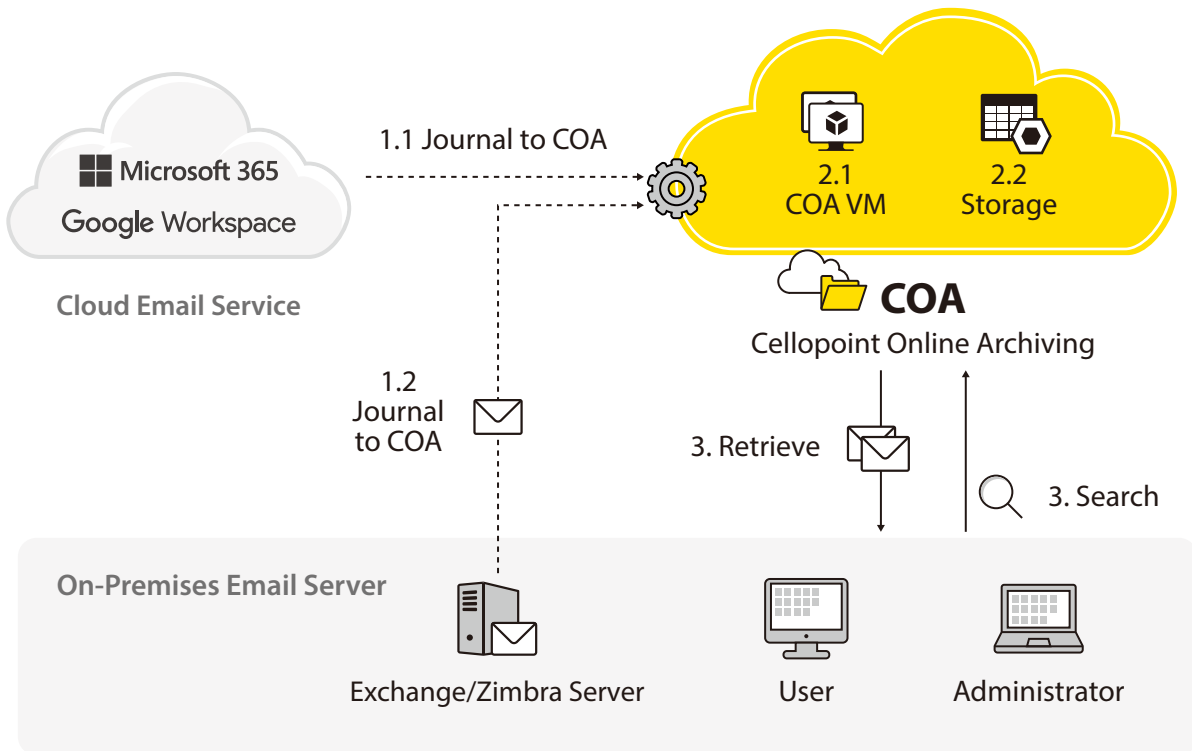 1.1 Journal to COA
Microsoft 365
Google Workspace
Cloud Email Service
2.1
COA VM
2.2
Storage
COA
Cellopoint Online Archiving
1.2
Journal
to COA
3. Retrieve
3. Search
On-Premises Email Server
Exchange/Zimbra Server
User
Administrator